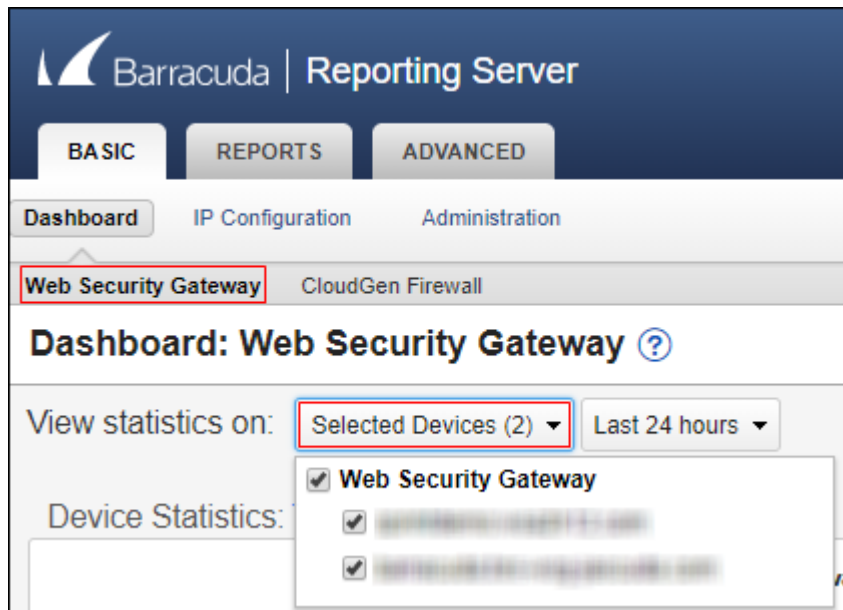 Barracuda | Reporting Server
BASIC REPORTS ADVANCED
Dashboard IP Configuration Administration
Web Security Gateway CloudGen Firewall
Dashboard: Web Security Gateway ?
View statistics on: Selected Devices (2) Last 24 hours
Web Security Gateway
Device Statistics: